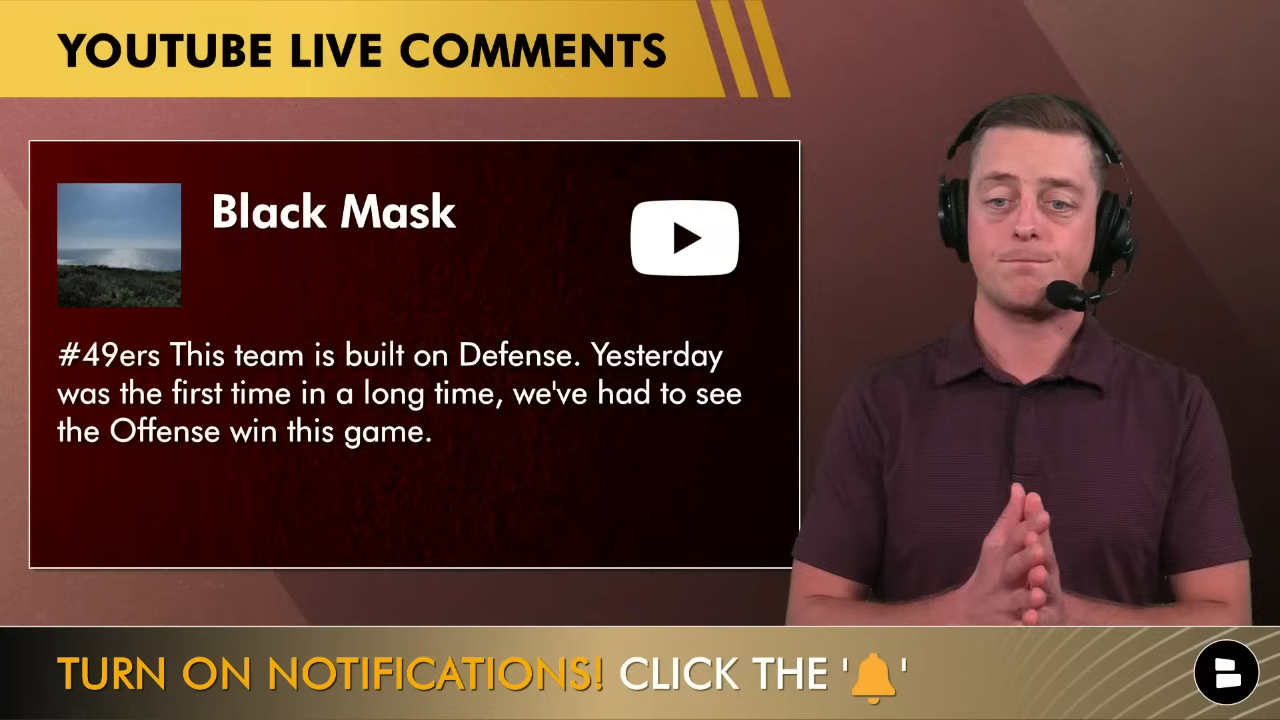 YOUTUBE LIVE COMMENTS
Black Mask
#49ers This team is built on Defense. Yesterday
was the first time in a long time, we've had to see
the Offense win this game.
TURN ON NOTIFICATIONS! CLICK THE '🔔'